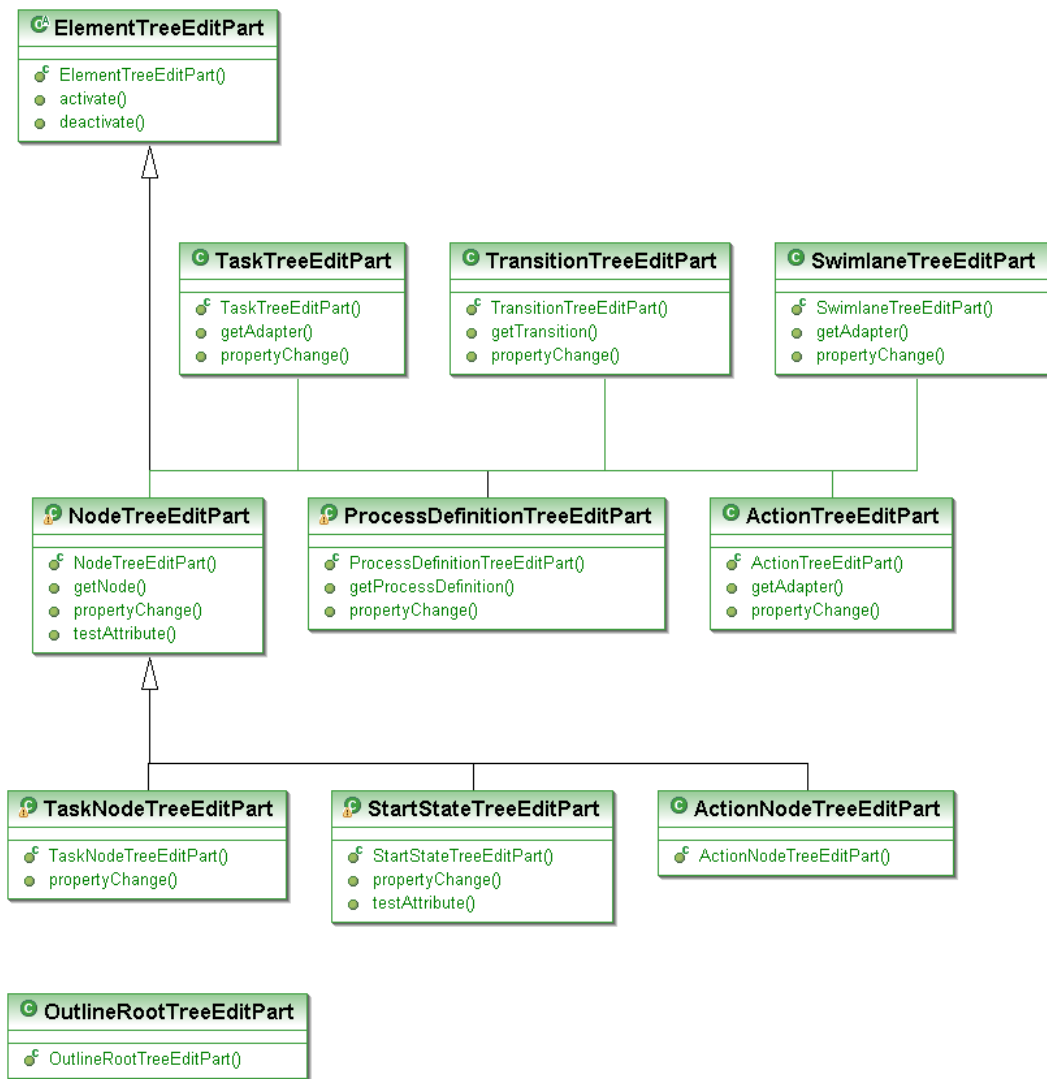 ElementTreeEditPart
ElementTreeEditPart()
activate()
deactivate()
TaskTreeEditPart
TaskTreeEditPart()
getAdapter()
propertyChange()
TransitionTreeEditPart
TransitionTreeEditPart()
getTransition()
propertyChange()
SwimlaneTreeEditPart
SwimlaneTreeEditPart()
getAdapter()
propertyChange()
NodeTreeEditPart
NodeTreeEditPart()
getNode()
propertyChange()
testAttribute()
ProcessDefinitionTreeEditPart
ProcessDefinitionTreeEditPart()
getProcessDefinition()
propertyChange()
ActionTreeEditPart
ActionTreeEditPart()
getAdapter()
propertyChange()
TaskNodeTreeEditPart
TaskNodeTreeEditPart()
propertyChange()
StartStateTreeEditPart
StartStateTreeEditPart()
propertyChange()
testAttribute()
ActionNodeTreeEditPart
ActionNodeTreeEditPart()
OutlineRootTreeEditPart
OutlineRootTreeEditPart()